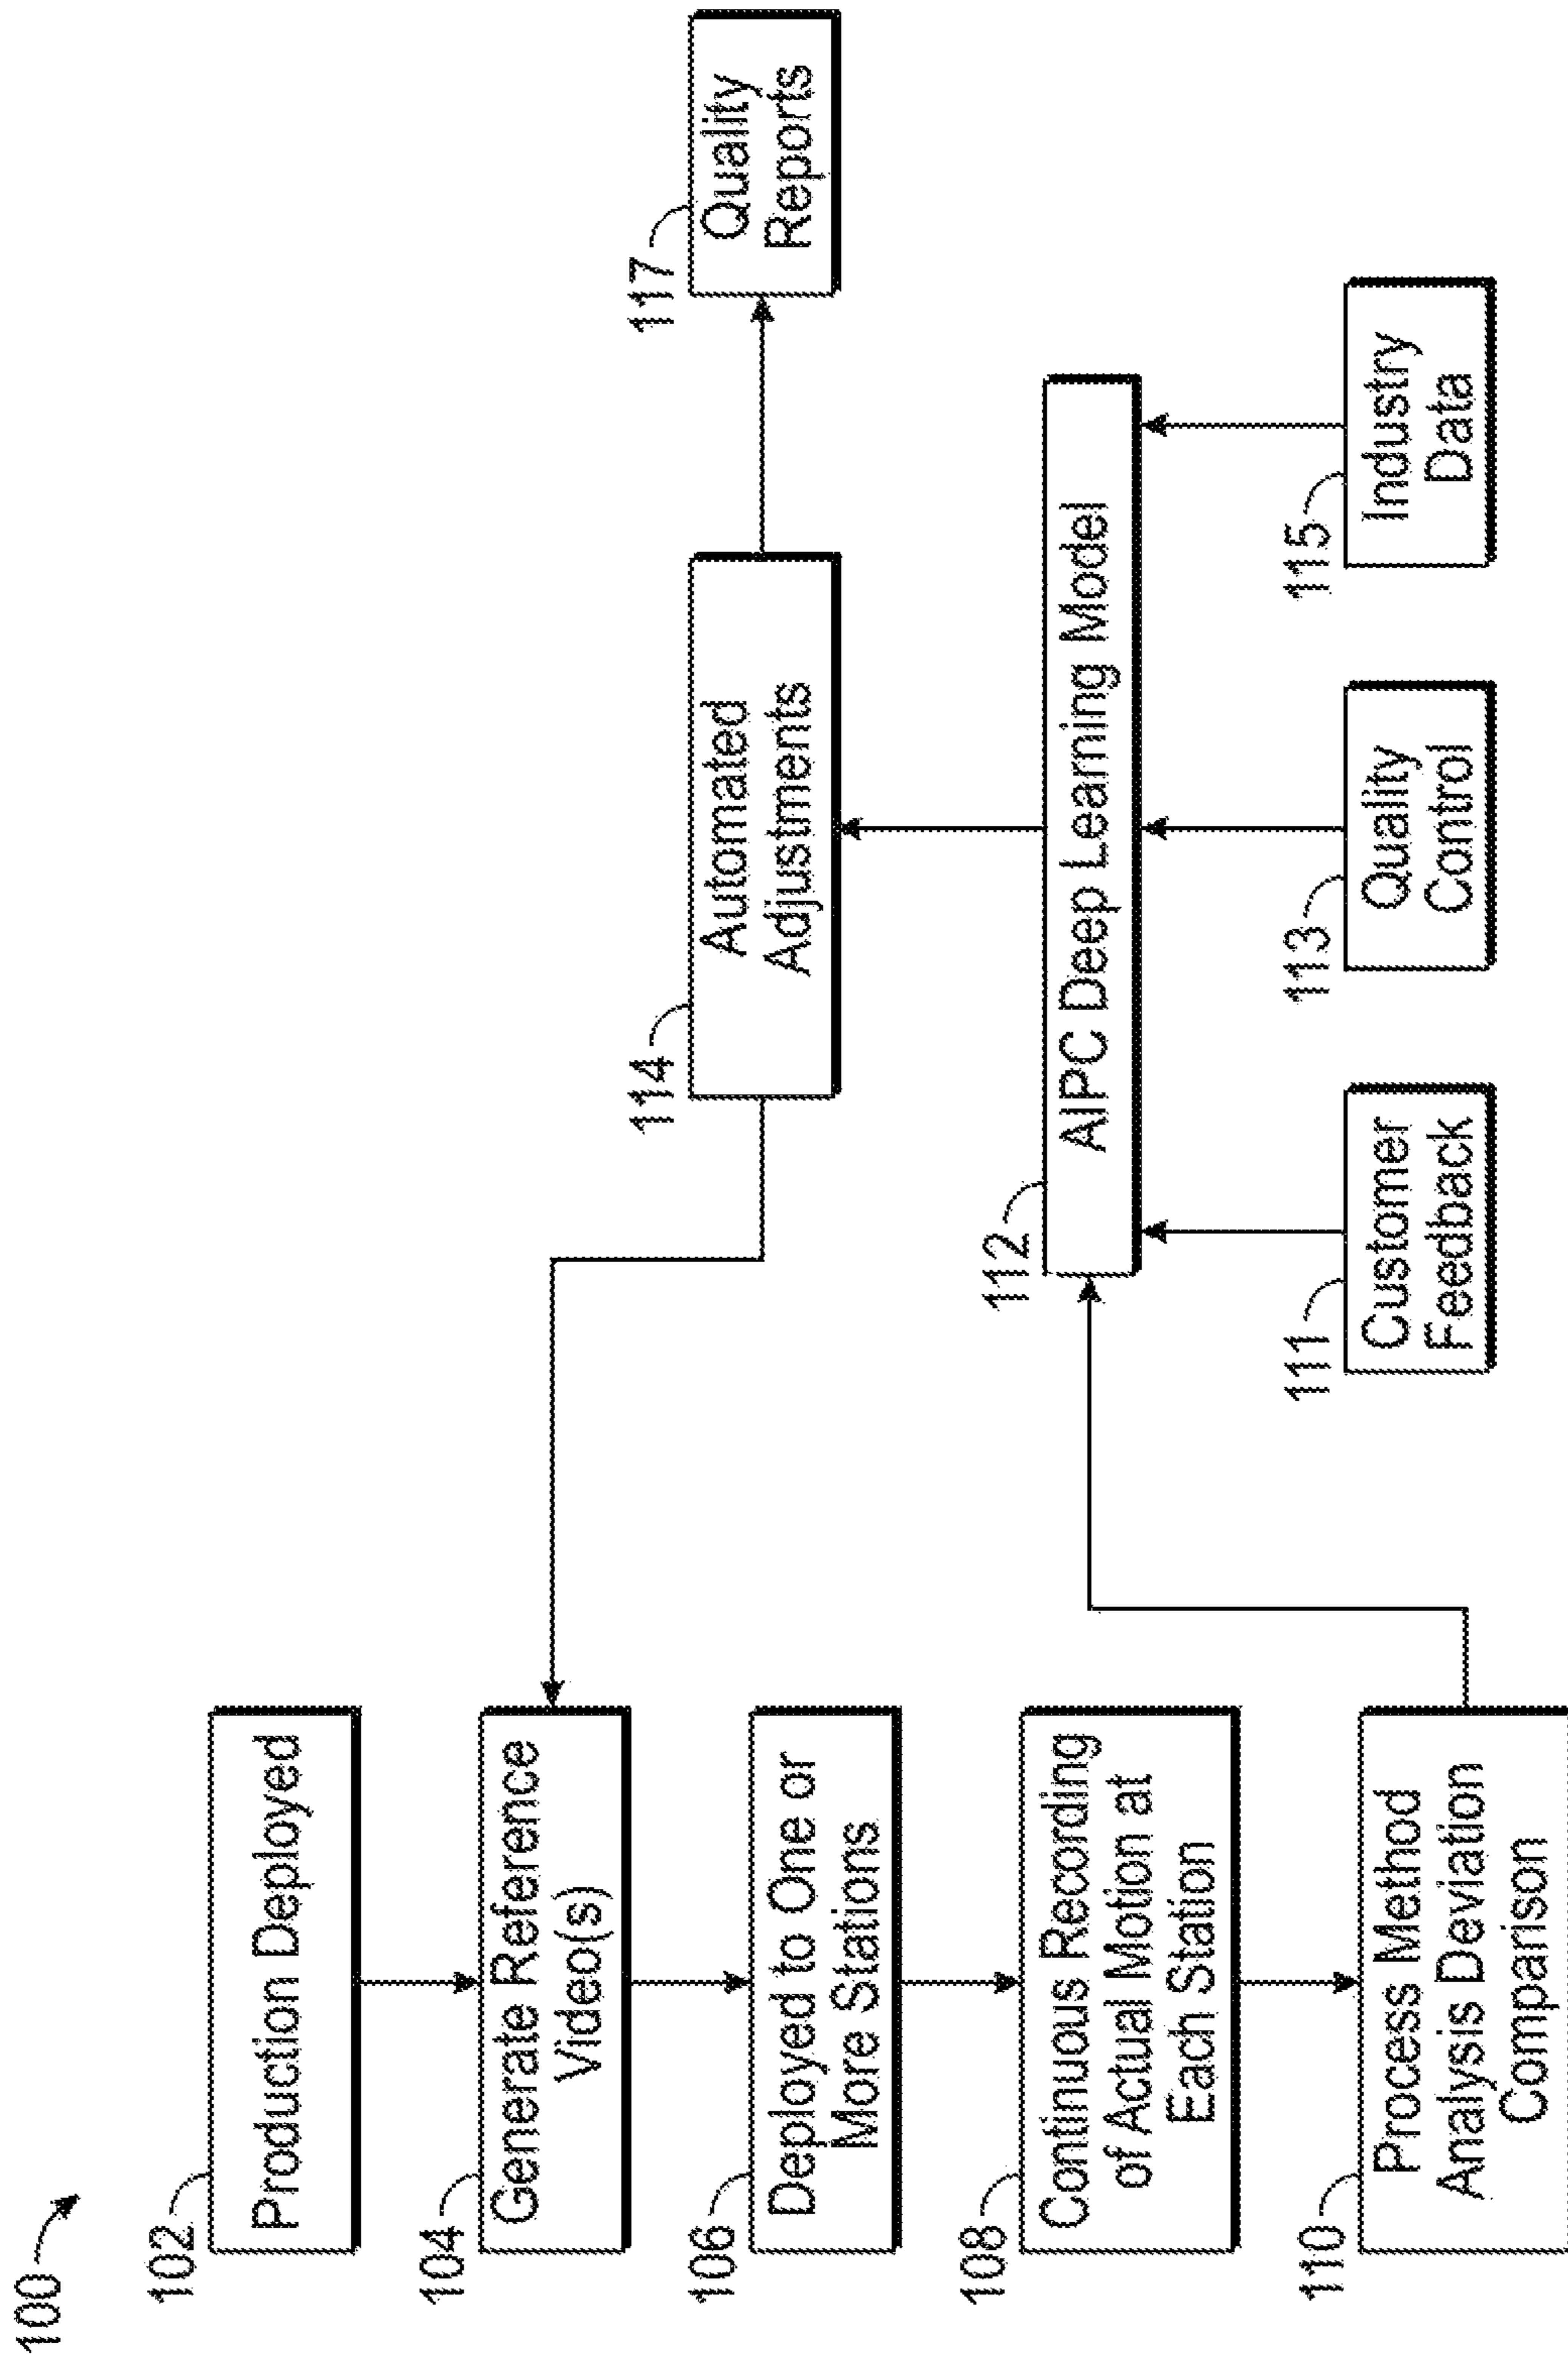 100
102
Production Deployed
104
Generate Reference
Video(s)
106
Deployed to One or
More Stations
108
Continuous Recording
of Actual Motion at
Each Station
110
Process Method
Analysis Deviation
Comparison
114
Automated
Adjustments
117
Quality
Reports
112
AIPC Deep Learning Model
111
Customer
Feedback
113
Quality
Control
115
Industry
Data